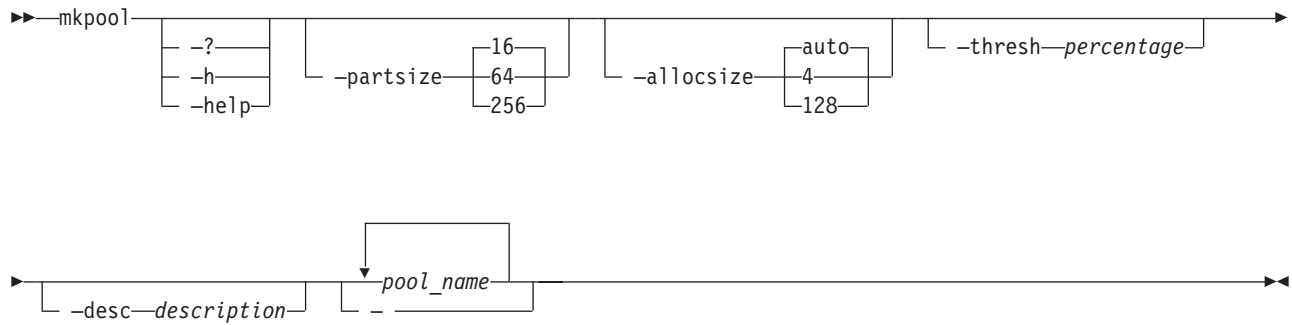 mkpool
–?
–h
–help
–partsize
16
64
256
–allocsize
auto
4
128
–thresh percentage
–desc description
pool_name
–